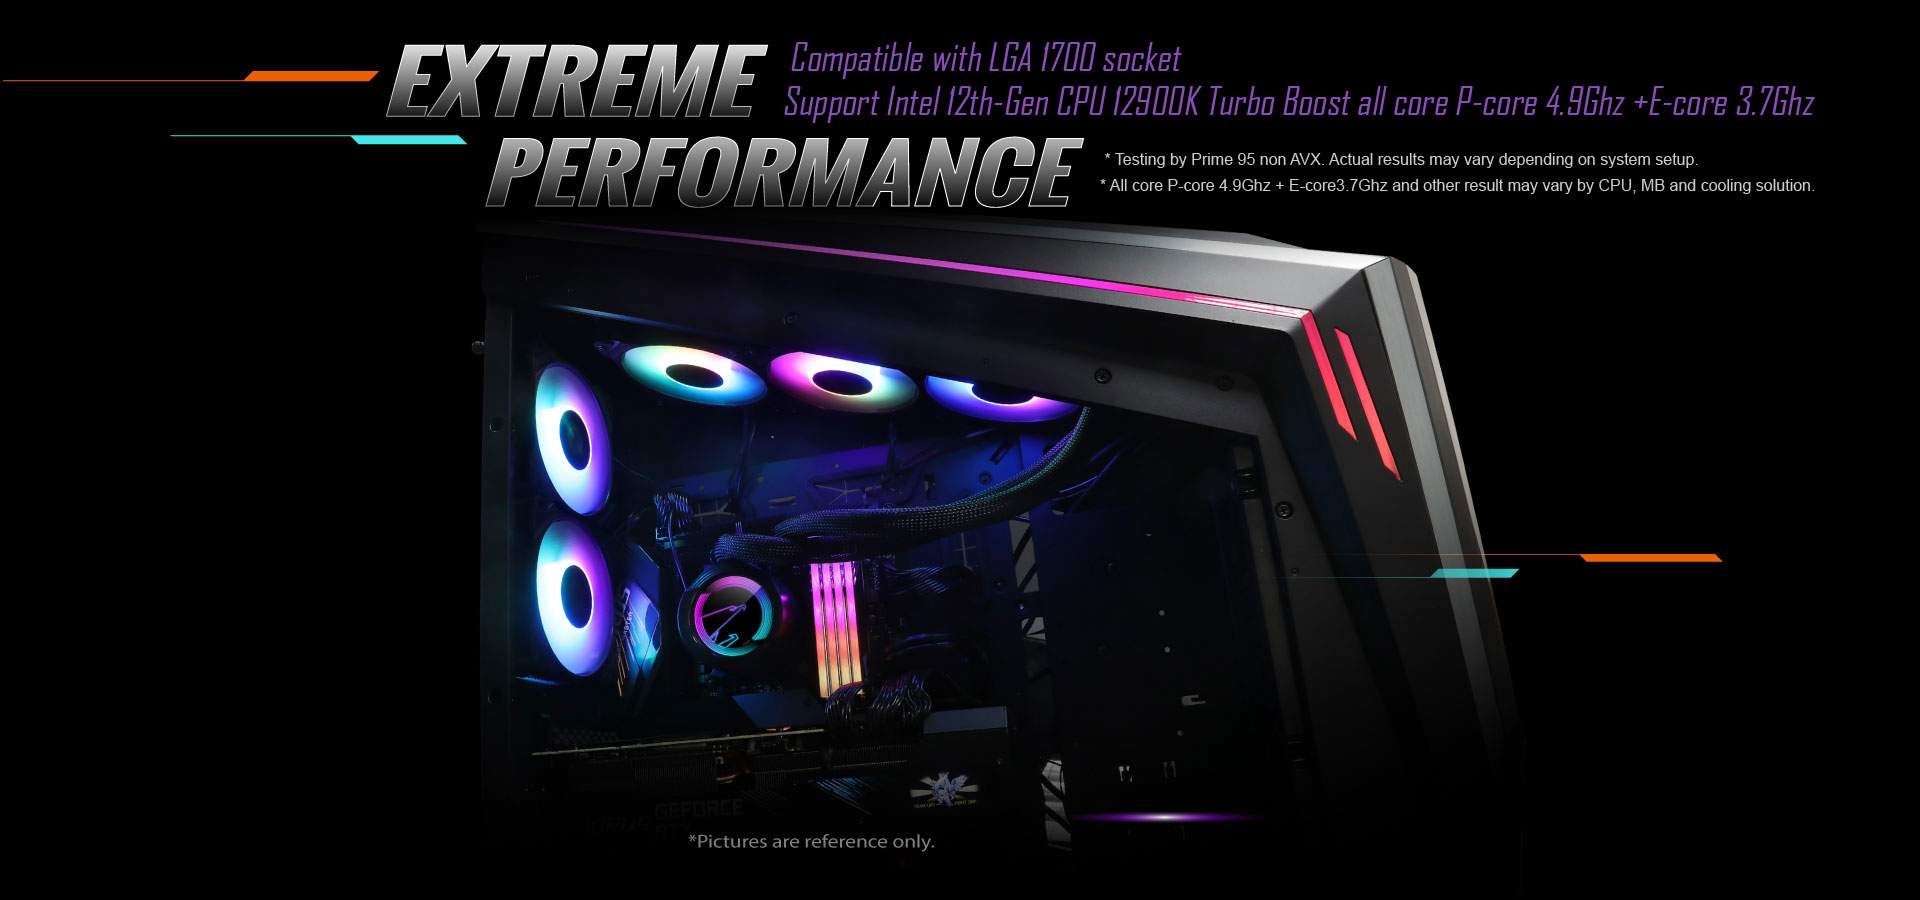 EXTREME
PERFORMANCE
Compatible with LGA 1700 socket
Support Intel 12th-Gen CPU 12900K Turbo Boost all core P-core 4.9Ghz +E-core 3.7Ghz
* Testing by Prime 95 non AVX. Actual results may vary depending on system setup.
* All core P-core 4.9Ghz + E-core3.7Ghz and other result may vary by CPU, MB and cooling solution.
GEFORCE
AORUS RTX
*Pictures are reference only.